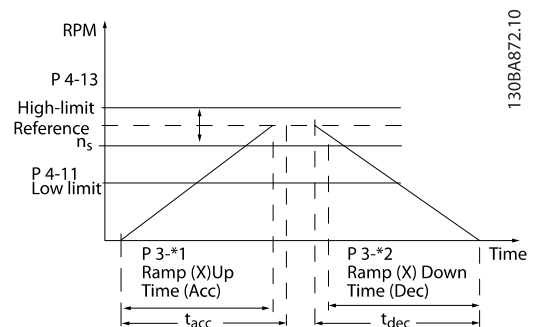 RPM
130BA872.10
P 4-13
High-limit
Reference
ns
P 4-11
Low limit
Time
P 3-*1
Ramp (X)Up
Time (Acc)
P 3-*2
Ramp (X) Down
Time (Dec)
tacc
tdec